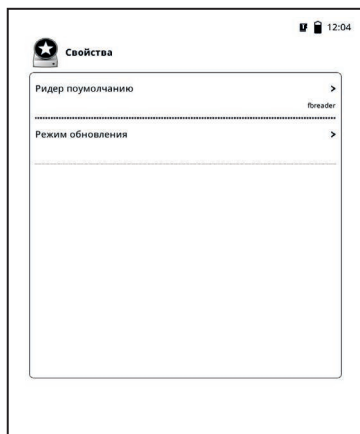 12:04
Свойства
Ридер поумолчанию >
fbreader
Режим обновления >